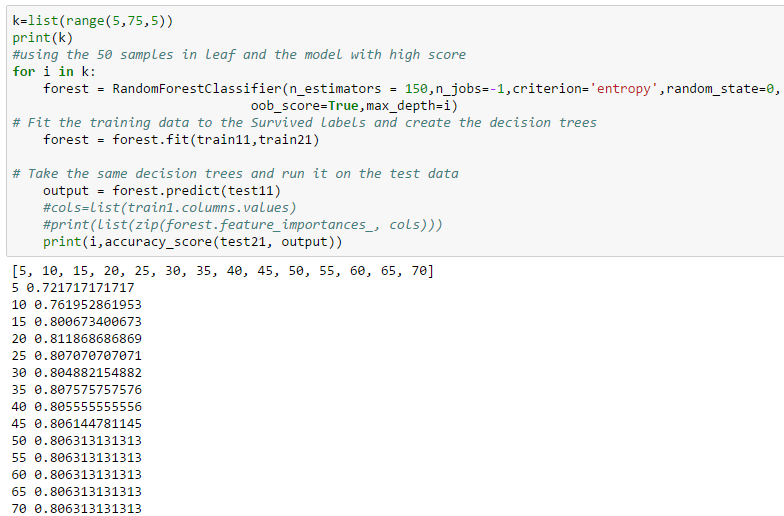 k=list(range(5,75,5))
print(k)
#using the 50 samples in leaf and the model with high score
for i in k:
    forest = RandomForestClassifier(n_estimators = 150,n_jobs=-1,criterion='entropy',random_state=0,
                              oob_score=True,max_depth=i)
# Fit the training data to the Survived labels and create the decision trees
    forest = forest.fit(train11,train21)

# Take the same decision trees and run it on the test data
    output = forest.predict(test11)
    #cols=list(train1.columns.values)
    #print(list(zip(forest.feature_importances_, cols)))
    print(i,accuracy_score(test21, output))
[5, 10, 15, 20, 25, 30, 35, 40, 45, 50, 55, 60, 65, 70]
5 0.721717171717
10 0.761952861953
15 0.800673400673
20 0.811868686869
25 0.807070707071
30 0.804882154882
35 0.807575757576
40 0.805555555556
45 0.806144781145
50 0.806313131313
55 0.806313131313
60 0.806313131313
65 0.806313131313
70 0.806313131313